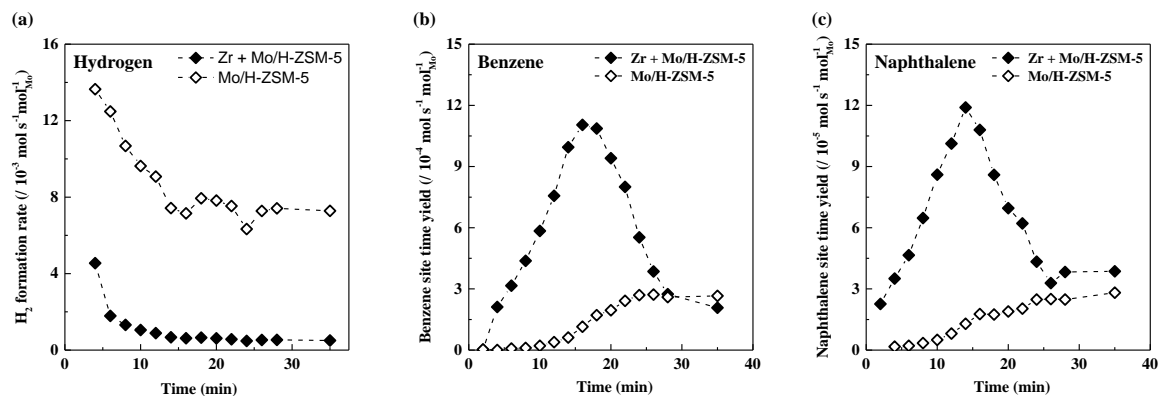 (a)
16
12
8
4
0
H₂ formation rate (/ 10⁻³ mol s⁻¹mol⁻¹Mo)
Hydrogen
Zr + Mo/H-ZSM-5
Mo/H-ZSM-5
0 10 20 30
Time (min)
(b)
15
12
9
6
3
0
Benzene site time yield (/ 10⁻⁴ mol s⁻¹ mol⁻¹Mo)
Benzene
Zr + Mo/H-ZSM-5
Mo/H-ZSM-5
0 10 20 30 40
Time (min)
(c)
15
12
9
6
3
0
Naphthalene site time yield (/ 10⁻⁵ mol s⁻¹ mol⁻¹Mo)
Naphthalene
Zr + Mo/H-ZSM-5
Mo/H-ZSM-5
0 10 20 30 40
Time (min)